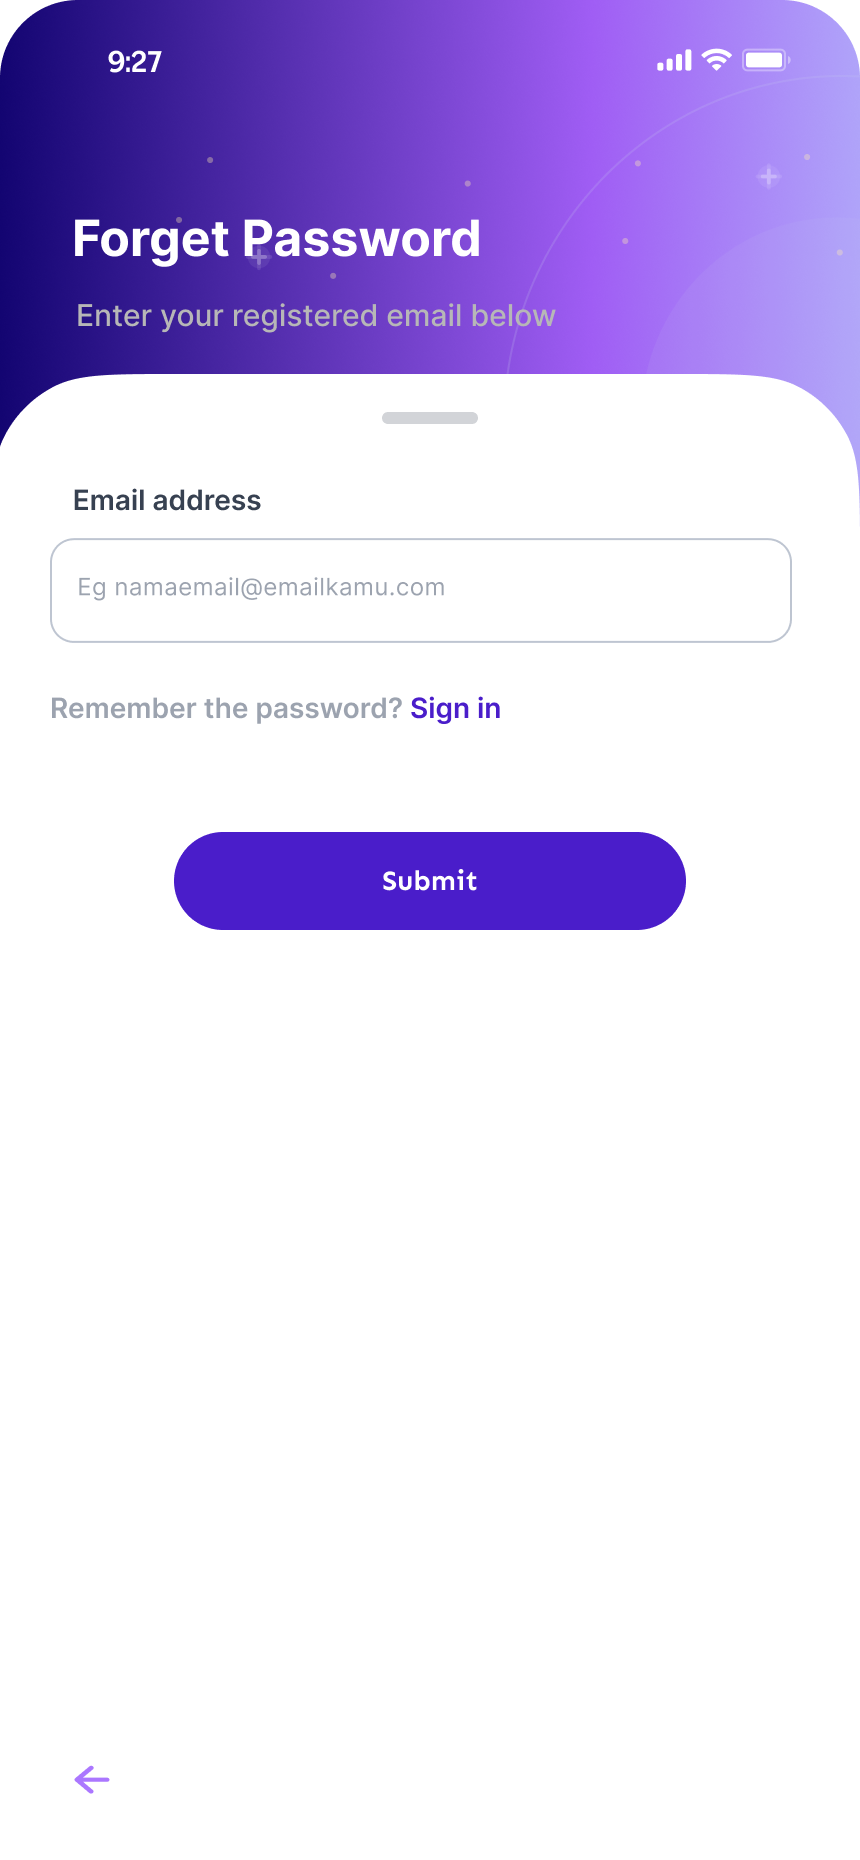 9:27
Forget Password
Enter your registered email below
Email address
Eg namaemail@emailkamu.com
Remember the password? Sign in
Submit